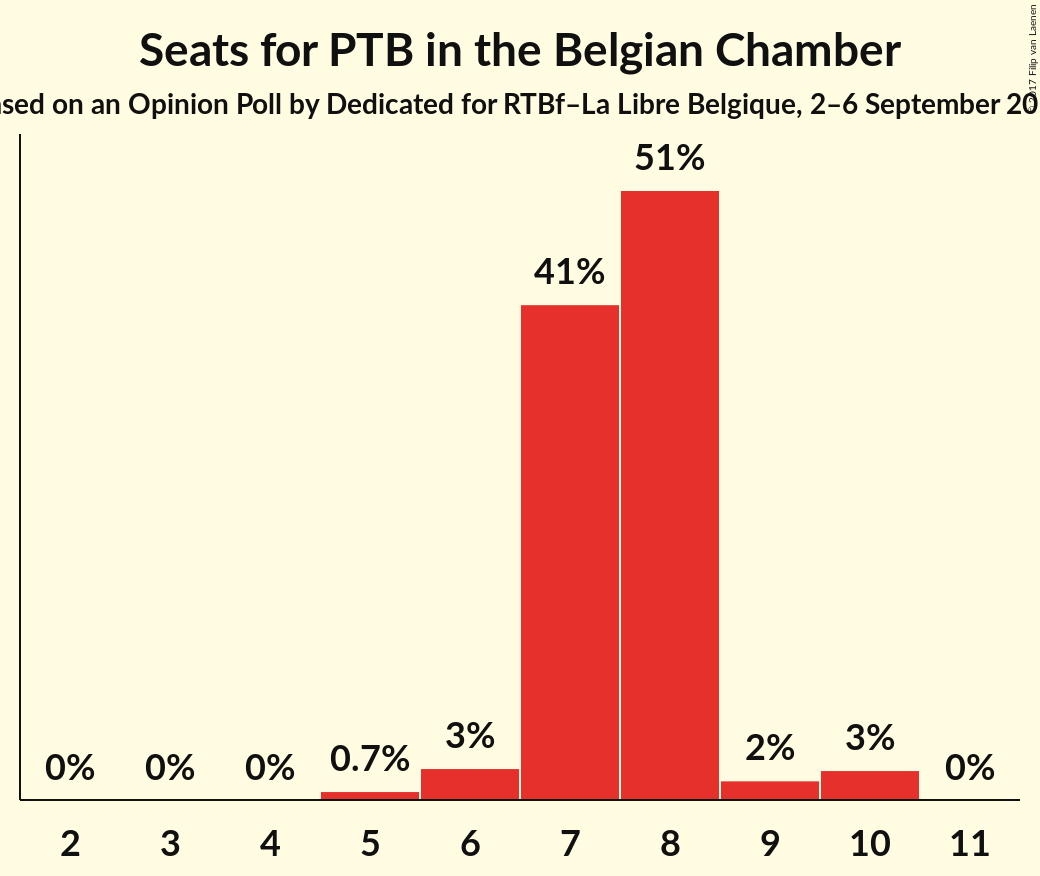 Seats for PTB in the Belgian Chamber
sed on an Opinion Poll by Dedicated for RTBf–La Libre Belgique, 2–6 September 20
© 2017 Filip van Laenen
51%
41%
0% 0% 0% 0.7% 3% 2% 3% 0%
2 3 4 5 6 7 8 9 10 11